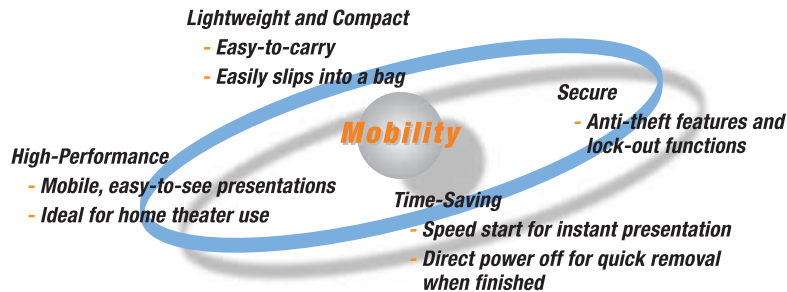 Lightweight and Compact
- Easy-to-carry
- Easily slips into a bag
Secure
- Anti-theft features and
lock-out functions
Mobility
High-Performance
- Mobile, easy-to-see presentations
- Ideal for home theater use
Time-Saving
- Speed start for instant presentation
- Direct power off for quick removal
when finished